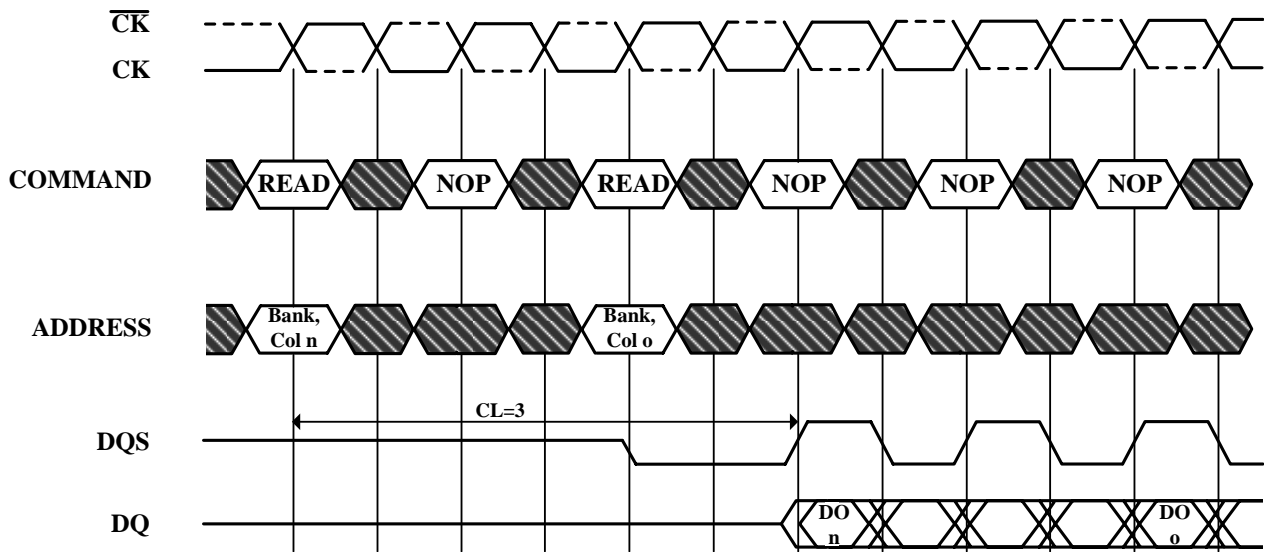 CK
CK
COMMAND
READ
NOP
READ
NOP
NOP
NOP
ADDRESS
Bank,
Col n
Bank,
Col o
CL=3
DQS
DQ
DO
n
DO
o